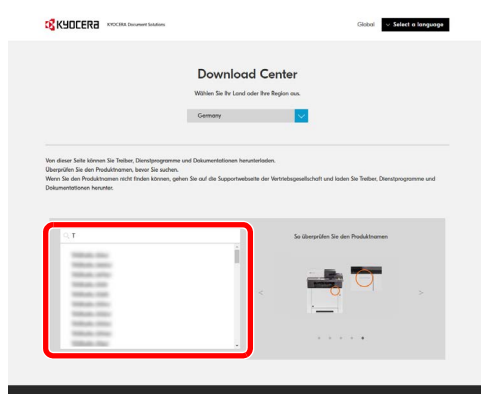 KYOCERA KYOCERA Document Solutions
Global Select a language
Download Center
Wählen Sie Ihr Land oder Ihre Region aus.
Germany
Von dieser Seite können Sie Treiber, Dienstprogramme und Dokumentationen herunterladen.
Überprüfen Sie den Produktnamen, bevor Sie suchen.
Wenn Sie den Produktnamen nicht finden können, gehen Sie auf die Supportwebseite der Vertriebsgesellschaft und laden Sie Treiber, Dienstprogramme und
Dokumentationen herunter.
T
So überprüfen Sie den Produktnamen